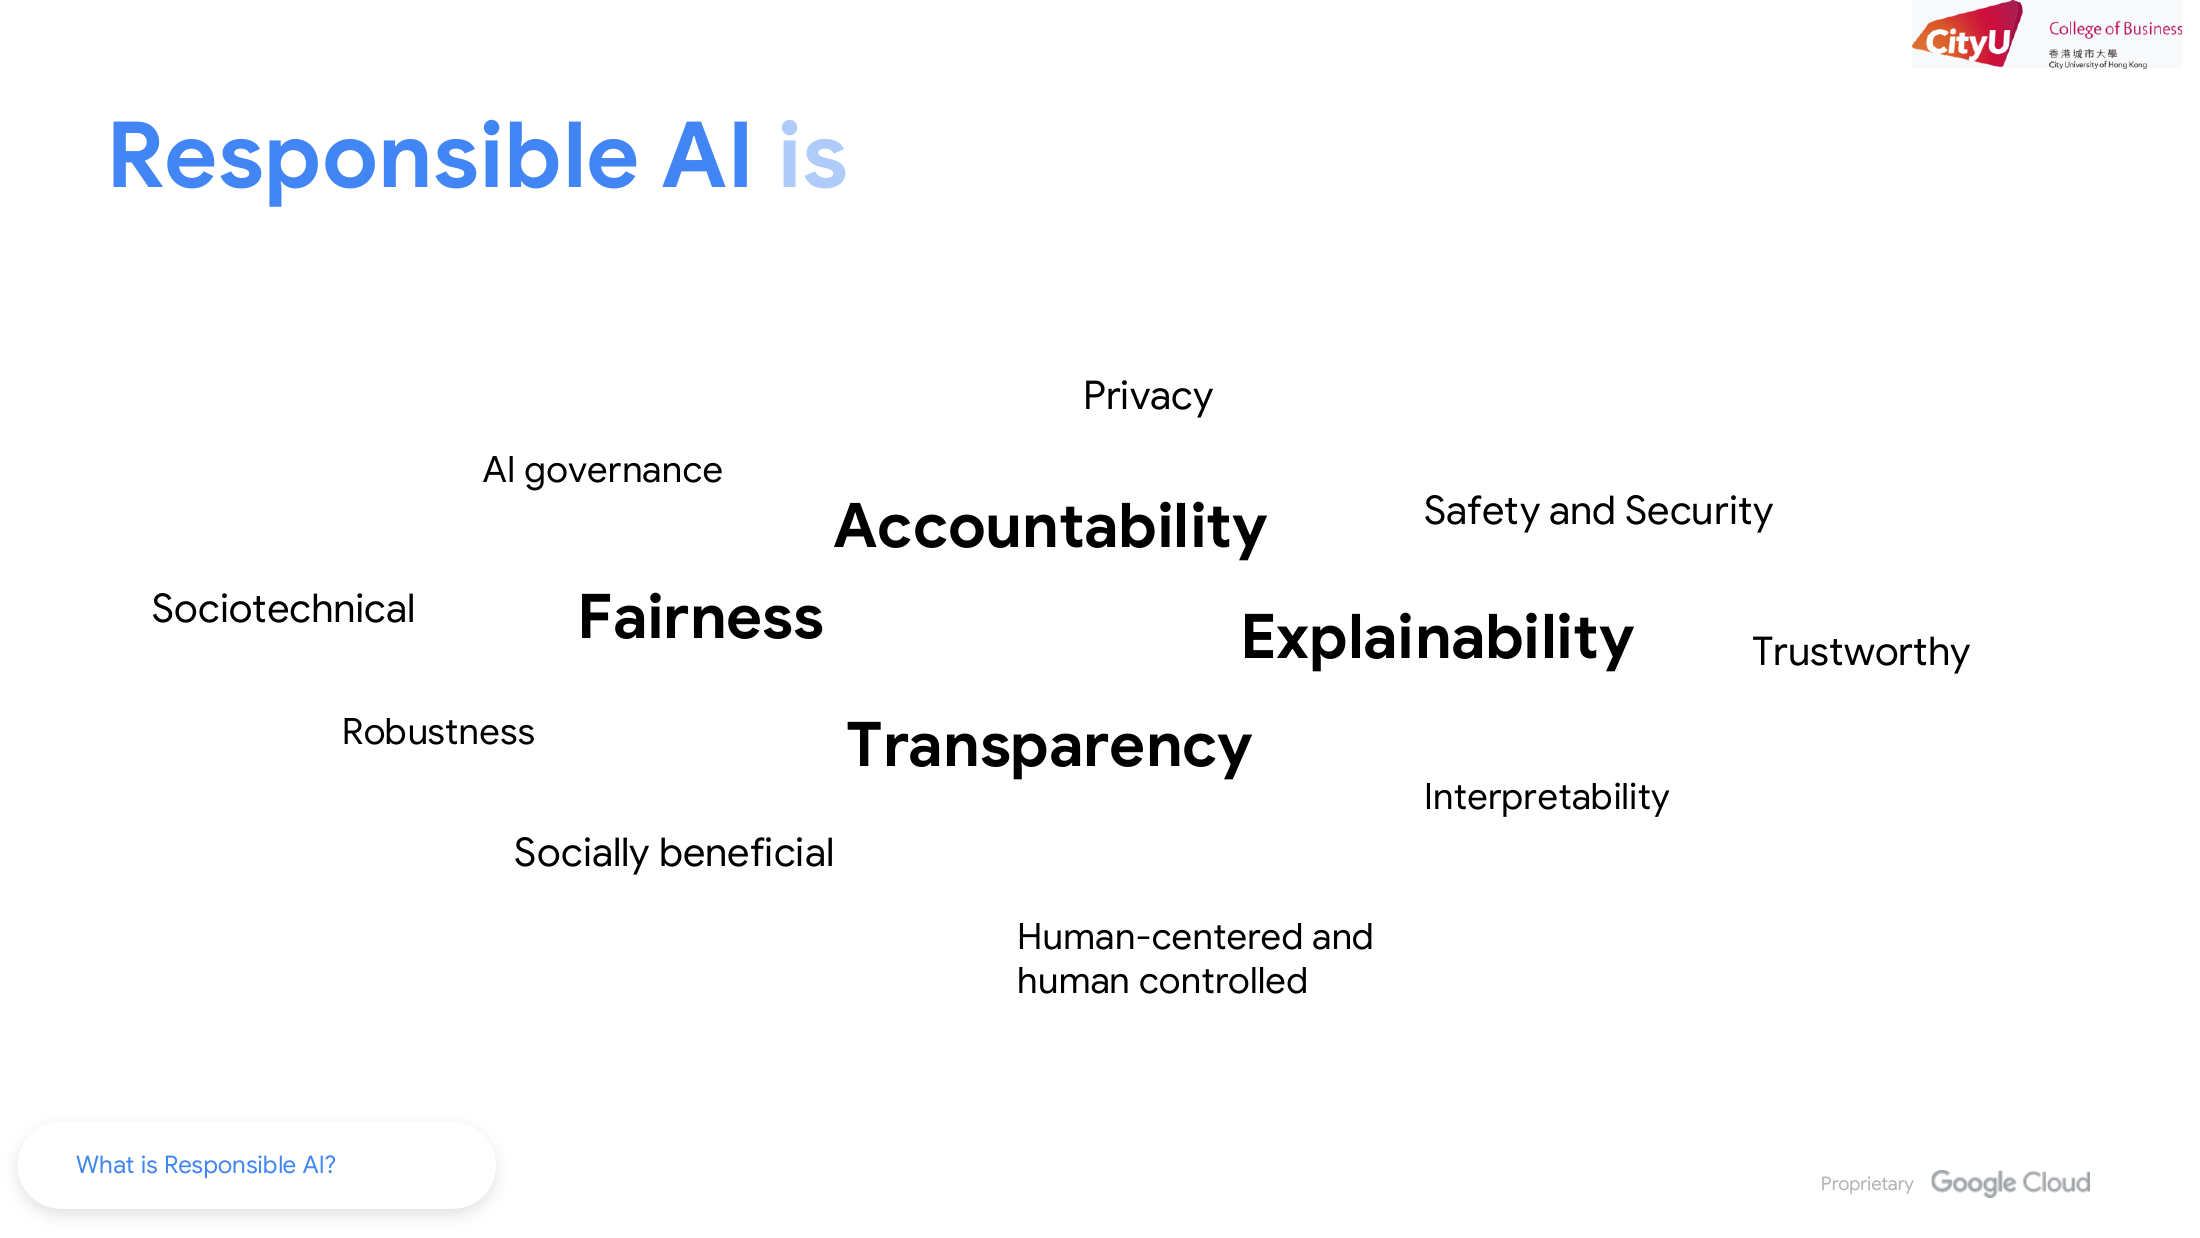 CityU
College of Business
香港城市大學
City University of Hong Kong
Responsible AI is
Privacy
AI governance
Accountability
Safety and Security
Sociotechnical
Fairness
Explainability
Trustworthy
Robustness
Transparency
Interpretability
Socially beneficial
Human-centered and
human controlled
What is Responsible AI?
Proprietary Google Cloud